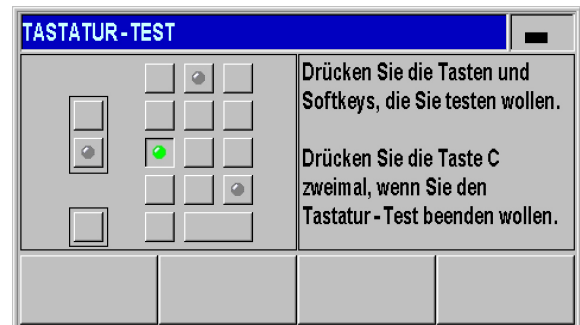 TASTATUR-TEST
Drücken Sie die Tasten und
Softkeys, die Sie testen wollen.
Drücken Sie die Taste C
zweimal, wenn Sie den
Tastatur-Test beenden wollen.